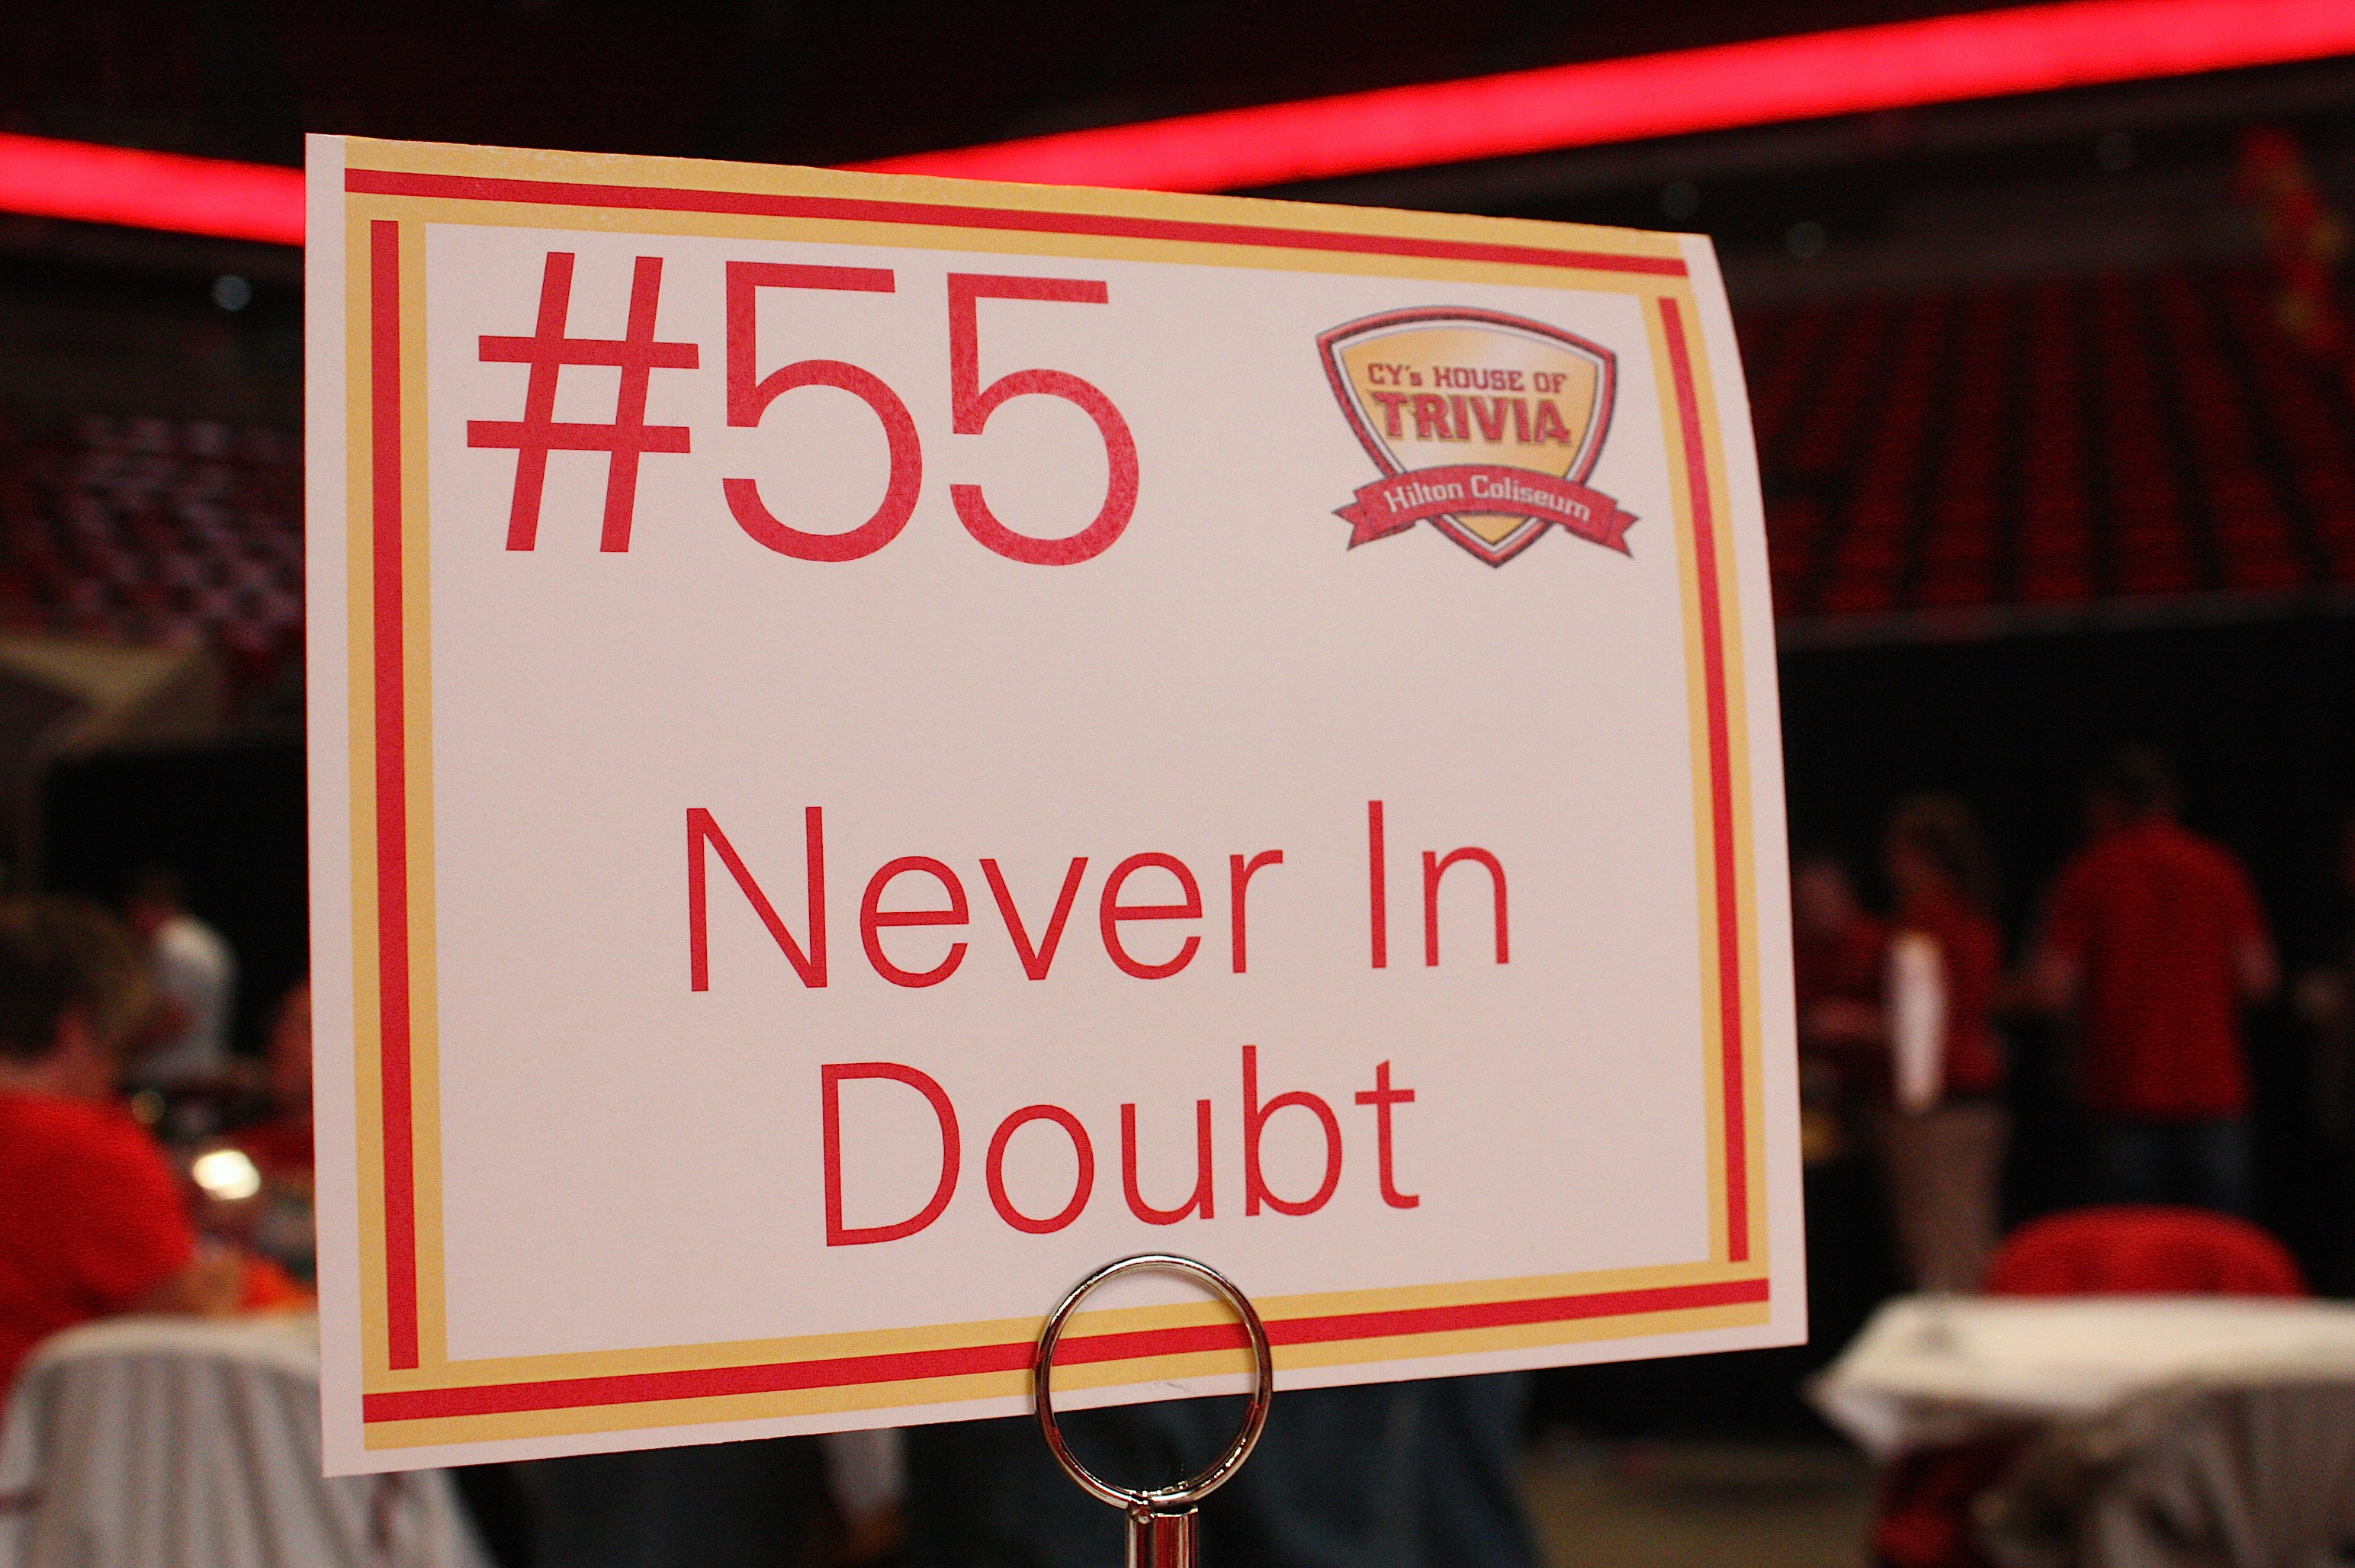 #55
CY's HOUSE OF
TRIVIA
Hilton Coliseum
Never In
Doubt